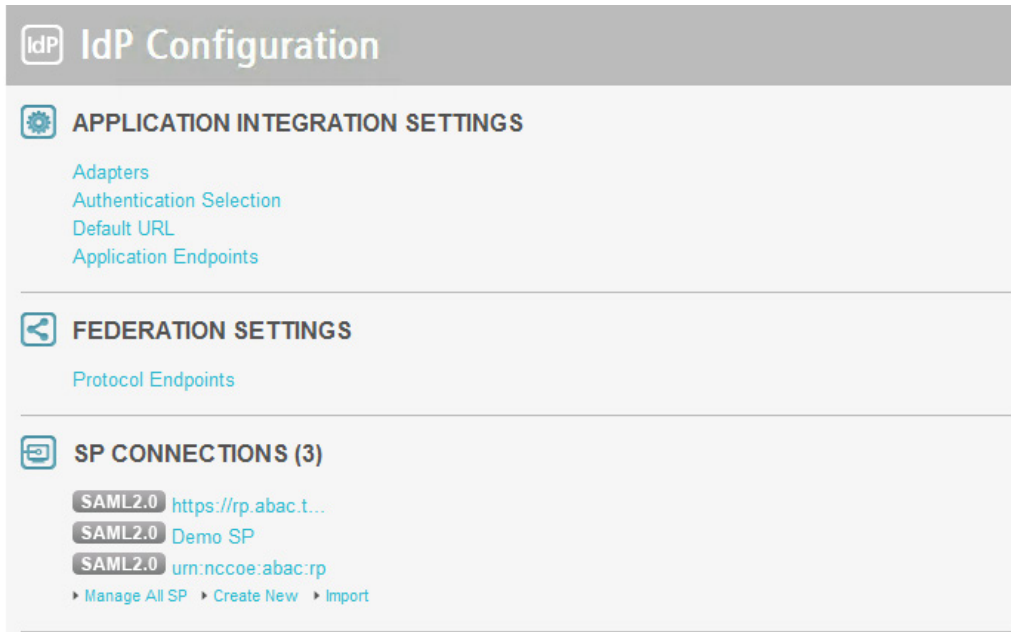 IdP IdP Configuration
APPLICATION INTEGRATION SETTINGS
Adapters
Authentication Selection
Default URL
Application Endpoints
FEDERATION SETTINGS
Protocol Endpoints
SP CONNECTIONS (3)
SAML2.0 https://rp.abac.t...
SAML2.0 Demo SP
SAML2.0 urn:nccoe:abac:rp
Manage All SP Create New Import